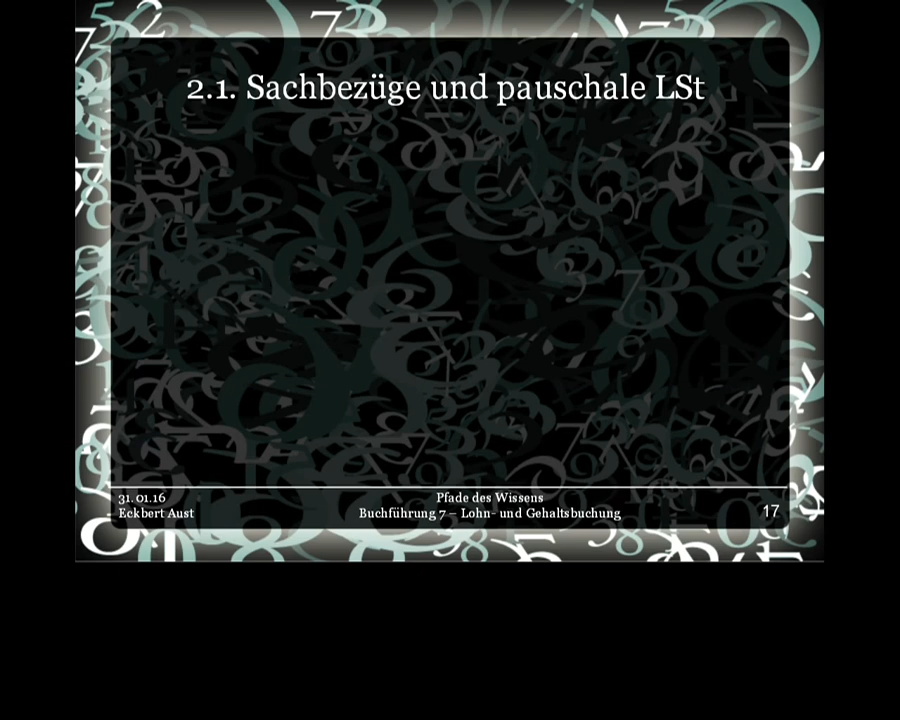 2.1. Sachbezüge und pauschale LSt
31.01.16
Eckbert Aust
Pfade des Wissens
Buchführung 7 – Lohn- und Gehaltsbuchung
17